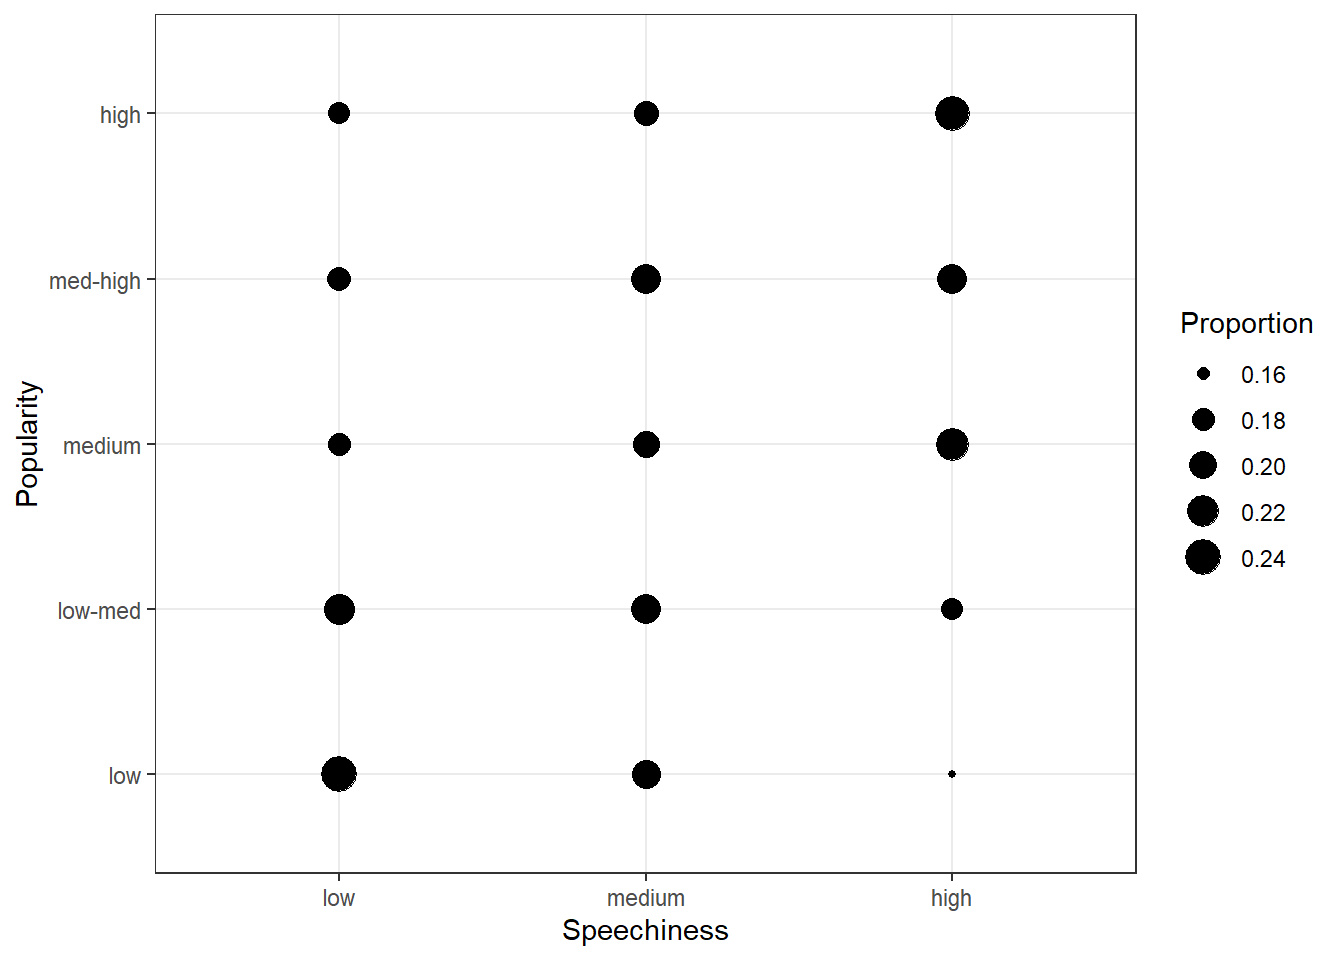 high
med-high
medium
low-med
low
Popularity
low
medium
high
Speechiness
Proportion
0.16
0.18
0.20
0.22
0.24